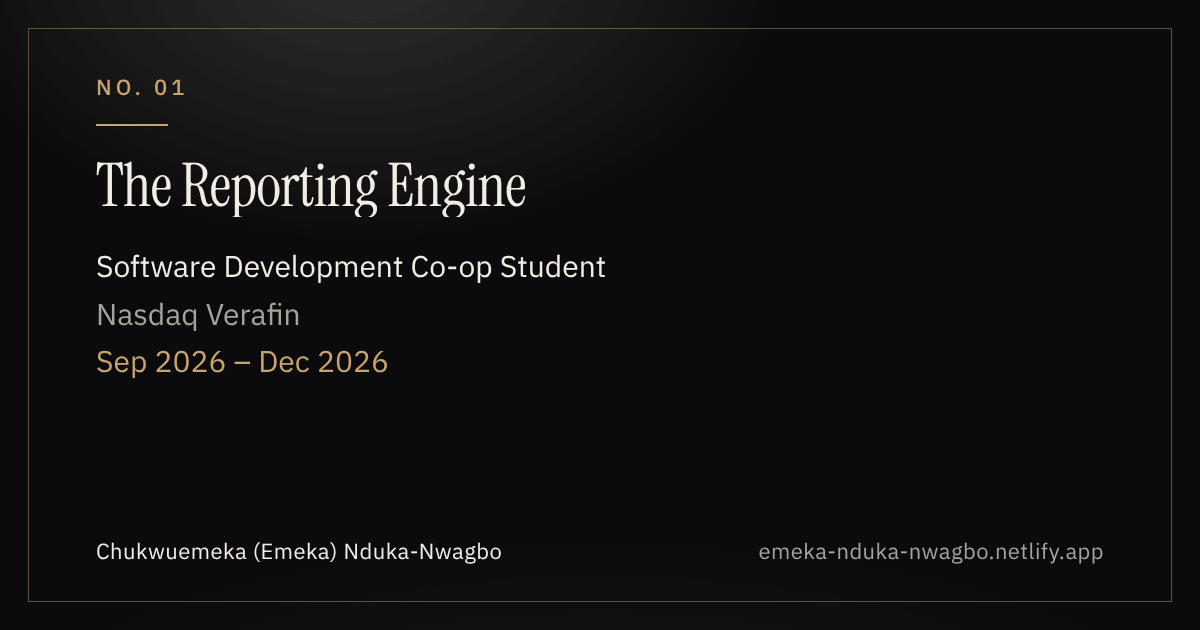 NO. 01
The Reporting Engine
Software Development Co-op Student
Nasdaq Verafin
Sep 2026 – Dec 2026
Chukwuemeka (Emeka) Nduka-Nwagbo
emeka-nduka-nwagbo.netlify.app